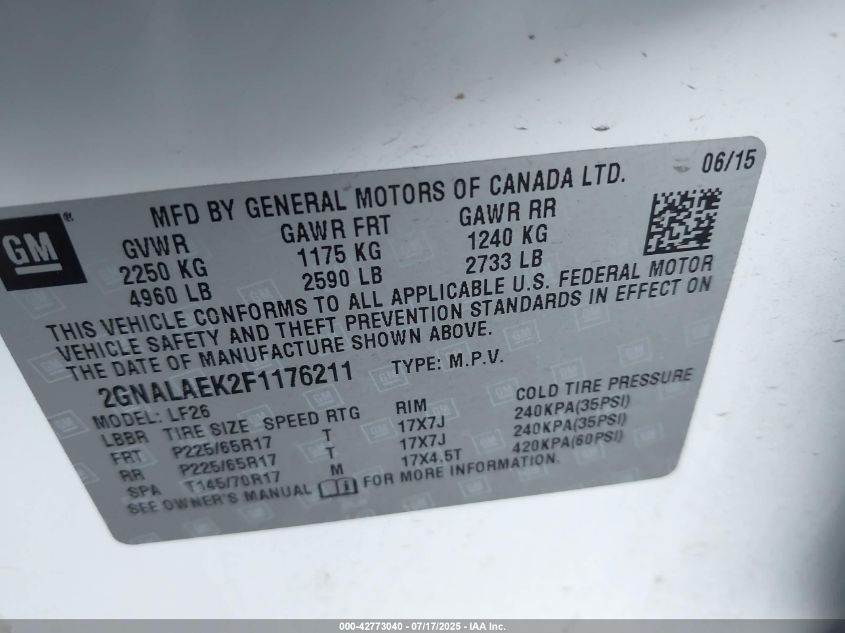 06/15
GM ®
MFD BY GENERAL MOTORS OF CANADA LTD.
GVWR GAWR FRT GAWR RR
2250 KG 1175 KG 1240 KG
4960 LB 2590 LB 2733 LB
THIS VEHICLE CONFORMS TO ALL APPLICABLE U.S. FEDERAL MOTOR
VEHICLE SAFETY AND THEFT PREVENTION STANDARDS IN EFFECT ON
THE DATE OF MANUFACTURE SHOWN ABOVE.
2GNALAEK2F1176211 TYPE: M.P.V.
MODEL: LF26
LBBR TIRE SIZE SPEED RTG RIM COLD TIRE PRESSURE
FRT P225/65R17 T 17X7J 240KPA(35PSI)
RR P225/65R17 T 17X7J 240KPA(35PSI)
SPA T145/70R17 M 17X4.5T 420KPA(60PSI)
SEE OWNER'S MANUAL FOR MORE INFORMATION.
000-42773040 - 07/17/2025 - IAA Inc.